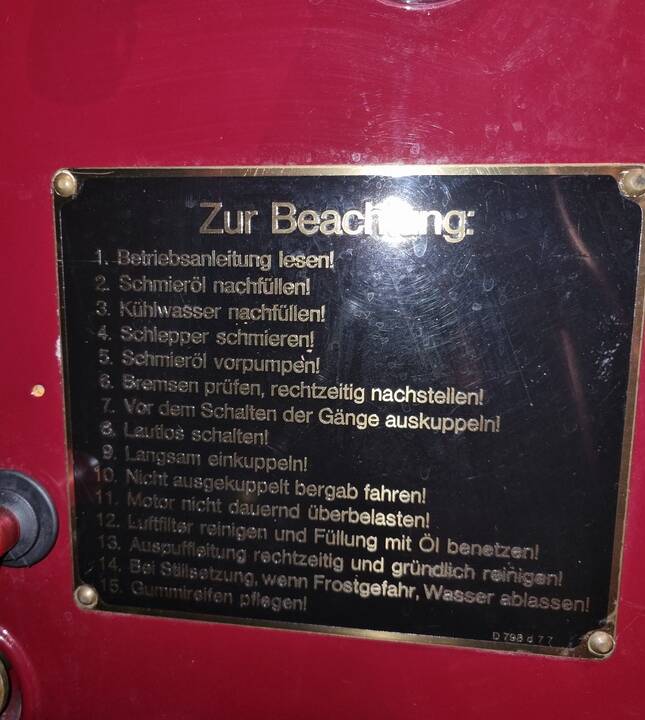 Zur Beachtung:
1. Betriebsanleitung lesen!
2. Schmieröl nachfüllen!
3. Kühlwasser nachfüllen!
4. Schlepper schmieren!
5. Schmieröl vorpumpen!
6. Bremsen prüfen, rechtzeitig nachstellen!
7. Vor dem Schalten der Gänge auskuppeln!
8. Lautlos schalten!
9. Langsam einkuppeln!
10. Nicht ausgekuppelt bergab fahren!
11. Motor nicht dauernd überbelasten!
12. Luftfilter reinigen und Füllung mit Öl benetzen!
13. Auspuffleitung rechtzeitig und gründlich reinigen!
14. Bei Stillsetzung, wenn Frostgefahr, Wasser ablassen!
15. Gummireifen pflegen!
D 798 d 7 7